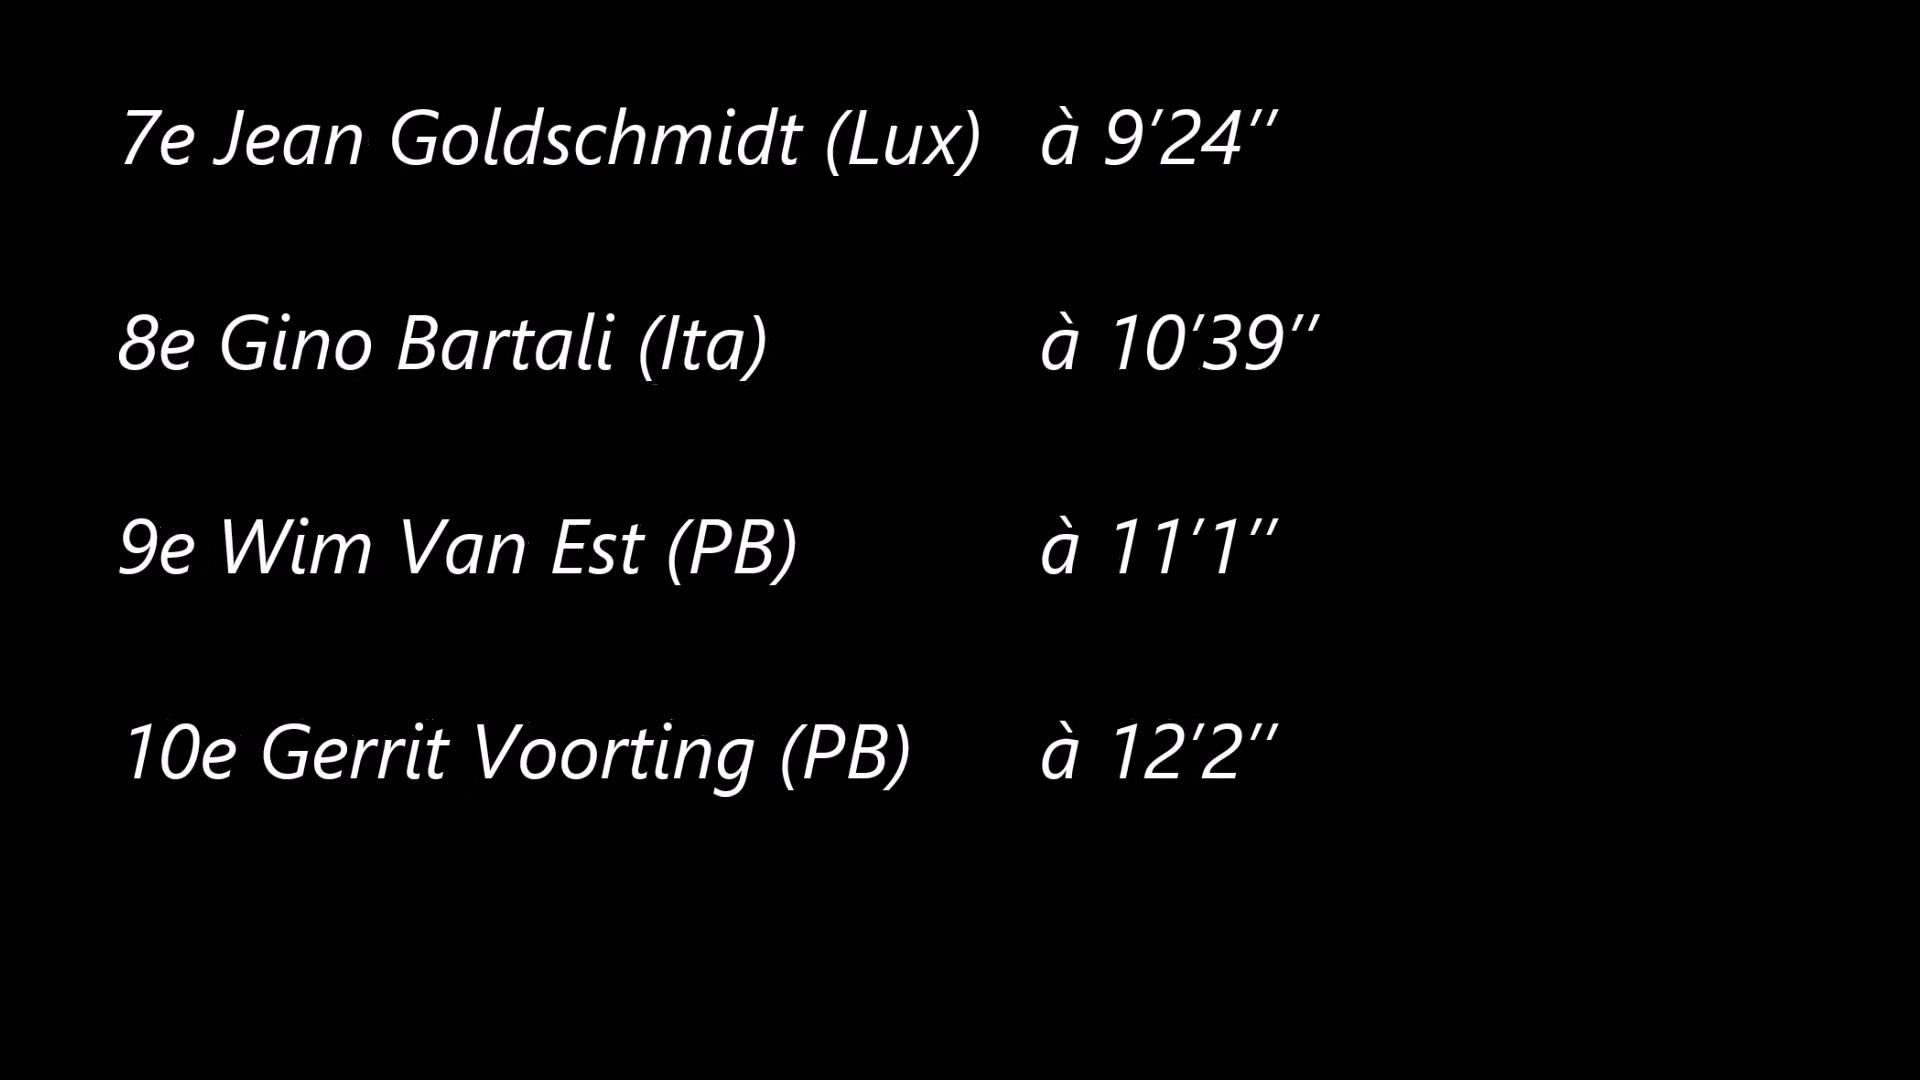 7e Jean Goldschmidt (Lux) à 9’24’’
8e Gino Bartali (Ita) à 10’39’’
9e Wim Van Est (PB) à 11’1’’
10e Gerrit Voorting (PB) à 12’2’’